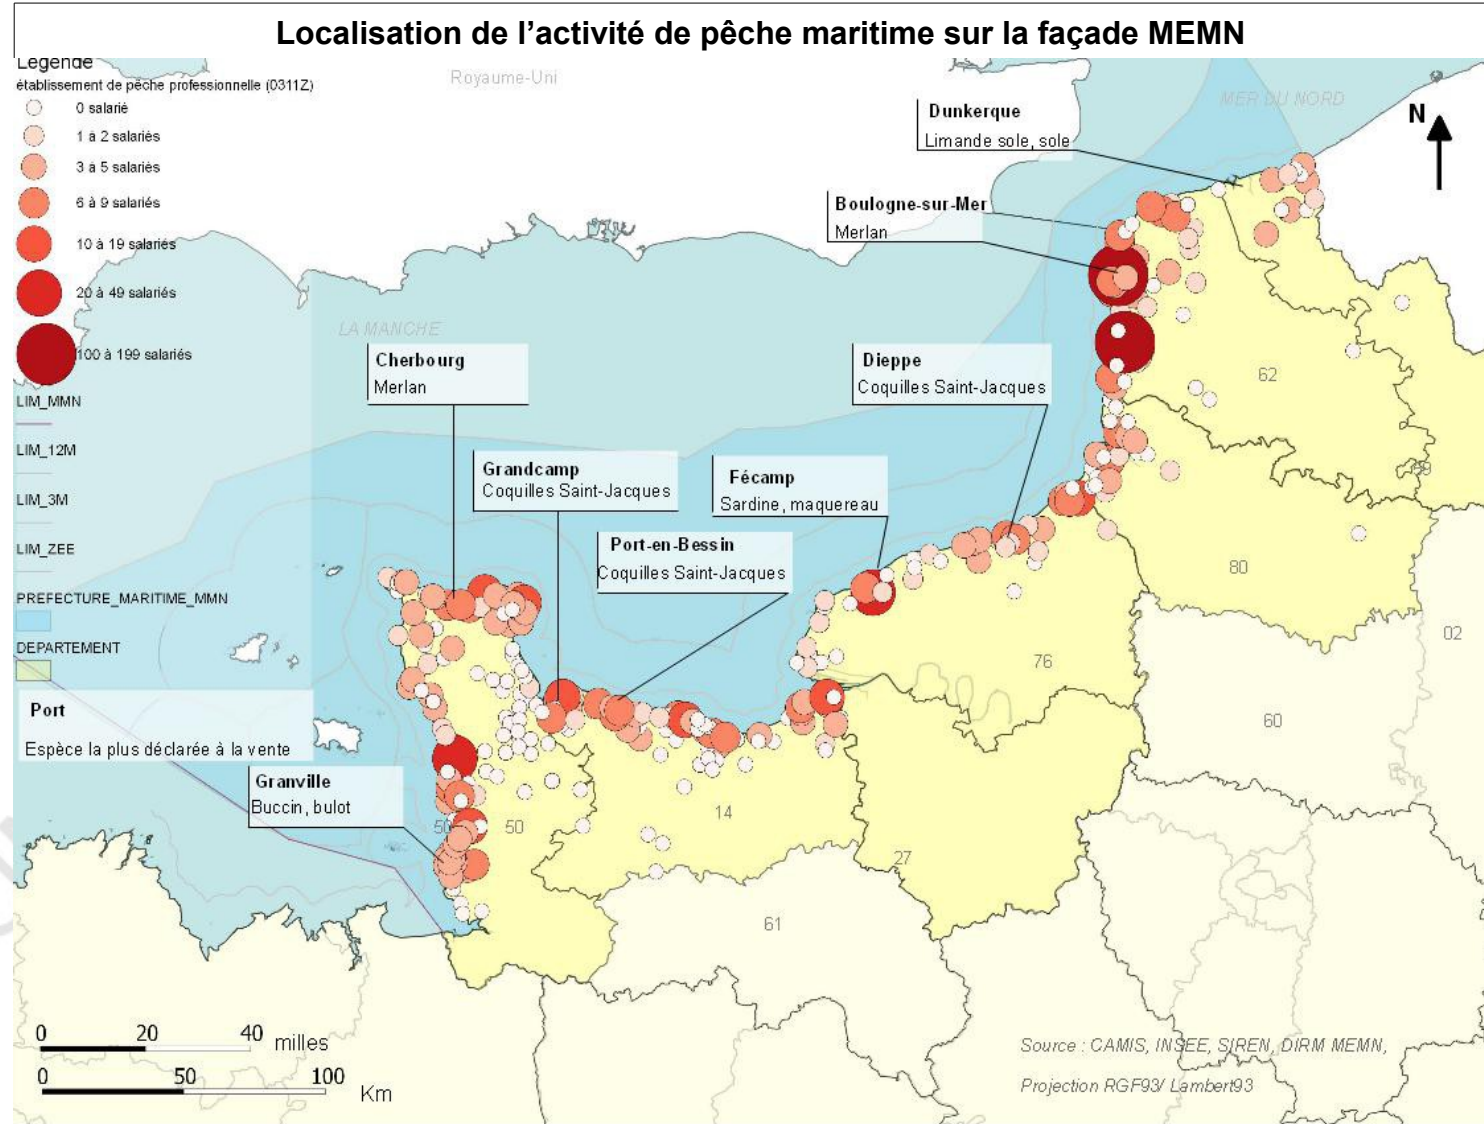 Localisation de l’activité de pêche maritime sur la façade MEMN
Légende
établissement de pêche professionnelle (0311Z)
0 salarié
1 à 2 salariés
3 à 5 salariés
6 à 9 salariés
10 à 19 salariés
20 à 49 salariés
100 à 199 salariés
LIM_MMN
LIM_12M
LIM_3M
LIM_ZEE
PREFECTURE_MARITIME_MMN
DEPARTEMENT
Port
Espèce la plus déclarée à la vente
Royaume-Uni
MER DU NORD
N
LA MANCHE
Dunkerque
Limande sole, sole
Boulogne-sur-Mer
Merlan
Cherbourg
Merlan
Dieppe
Coquilles Saint-Jacques
Grandcamp
Coquilles Saint-Jacques
Fécamp
Sardine, maquereau
Port-en-Bessin
Coquilles Saint-Jacques
Granville
Buccin, bulot
62
59
80
02
76
60
50
50
14
27
61
0 20 40 milles
0 50 100 Km
Source : CAMIS, INSEE, SIREN, DIRM MEMN,
Projection RGF93/ Lambert93